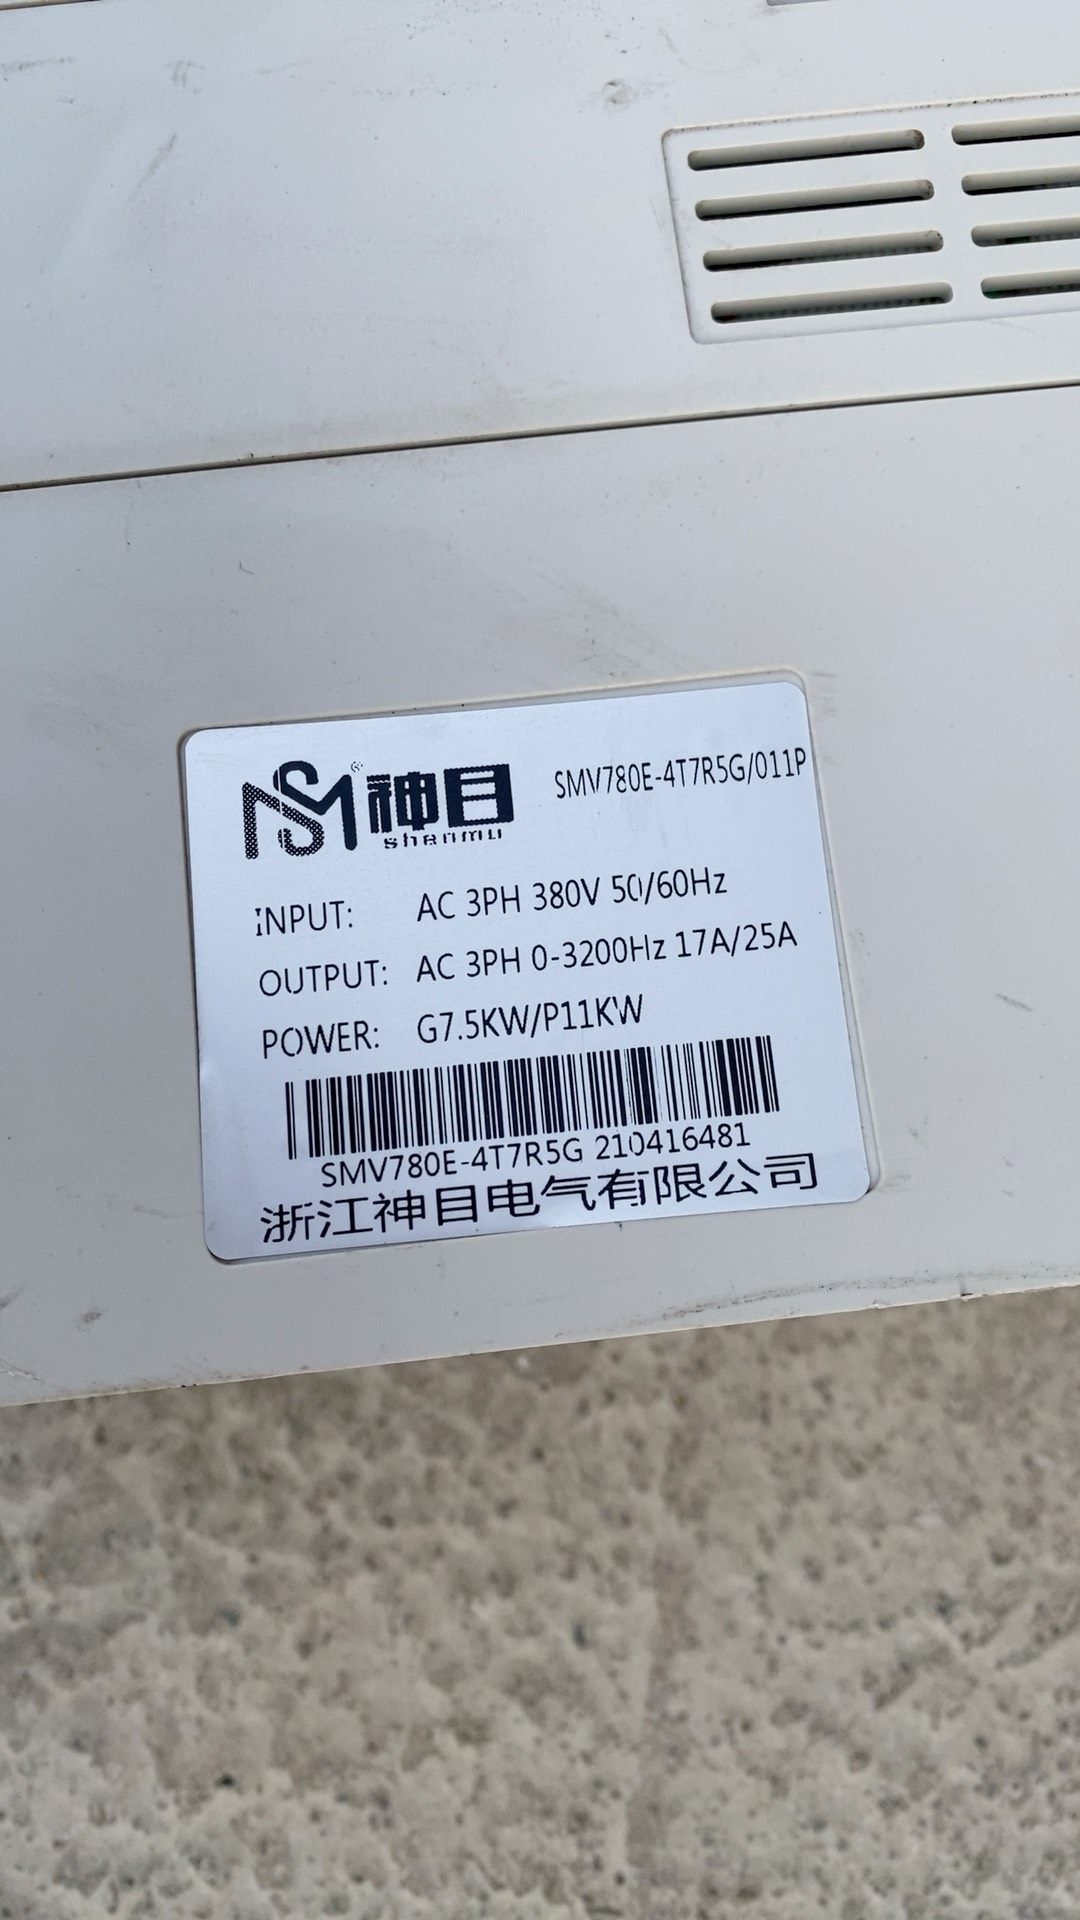 SM® 神目 SMV780E-4T7R5G/011P
shenmu
INPUT: AC 3PH 380V 50/60Hz
OUTPUT: AC 3PH 0-3200Hz 17A/25A
POWER: G7.5KW/P11KW
SMV780E-4T7R5G 210416481
浙江神目电气有限公司